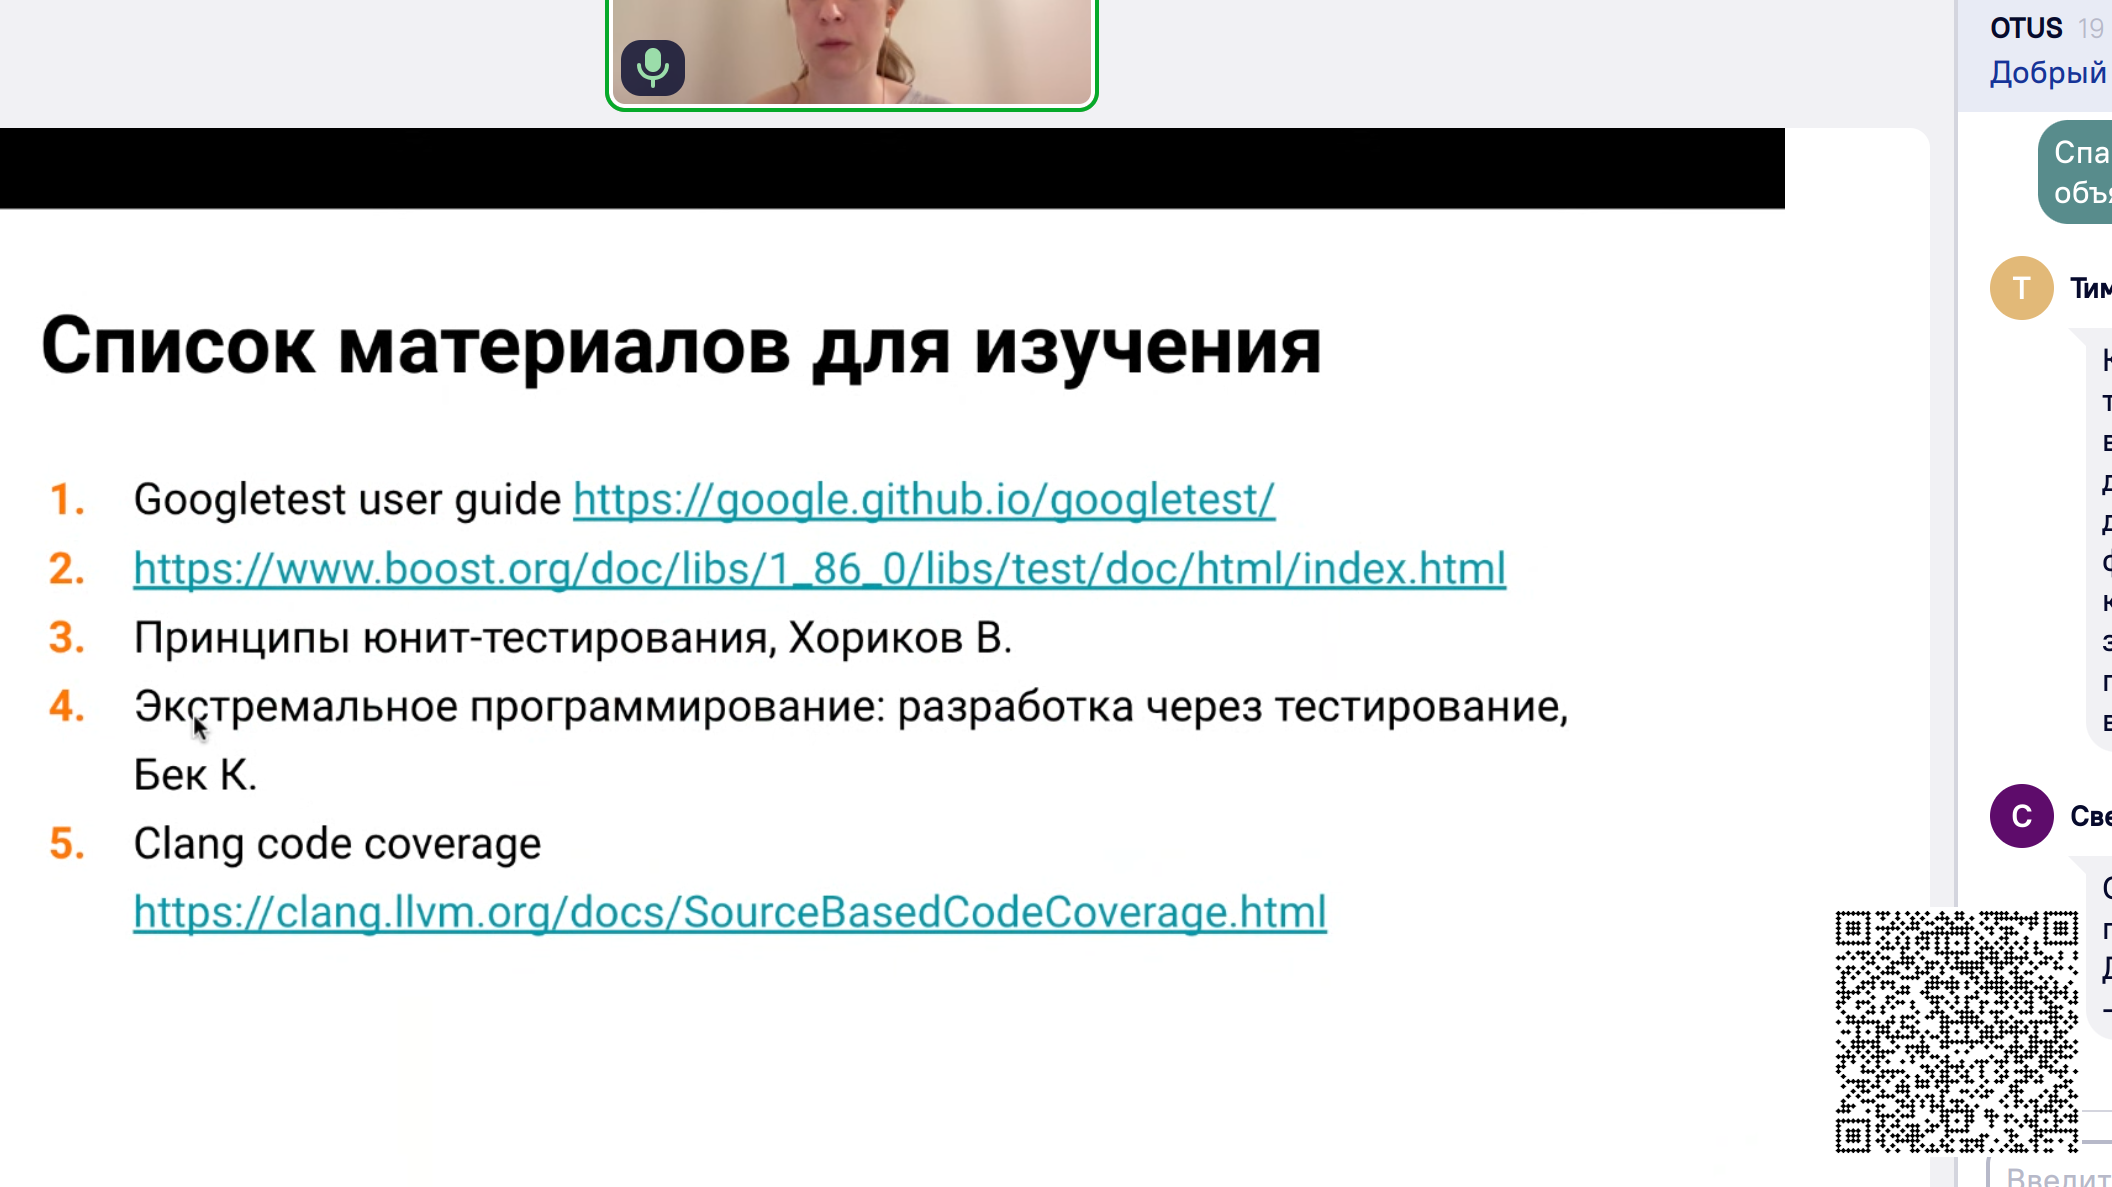 OTUS 19
Добрый
Список материалов для изучения
1. Googletest user guide https://google.github.io/googletest/
2. https://www.boost.org/doc/libs/1_86_0/libs/test/doc/html/index.html
3. Принципы юнит-тестирования, Хориков В.
4. Экстремальное программирование: разработка через тестирование,
Бек К.
5. Clang code coverage
https://clang.llvm.org/docs/SourceBasedCodeCoverage.html
Спа
объя
Т Тим
С Све
Введит